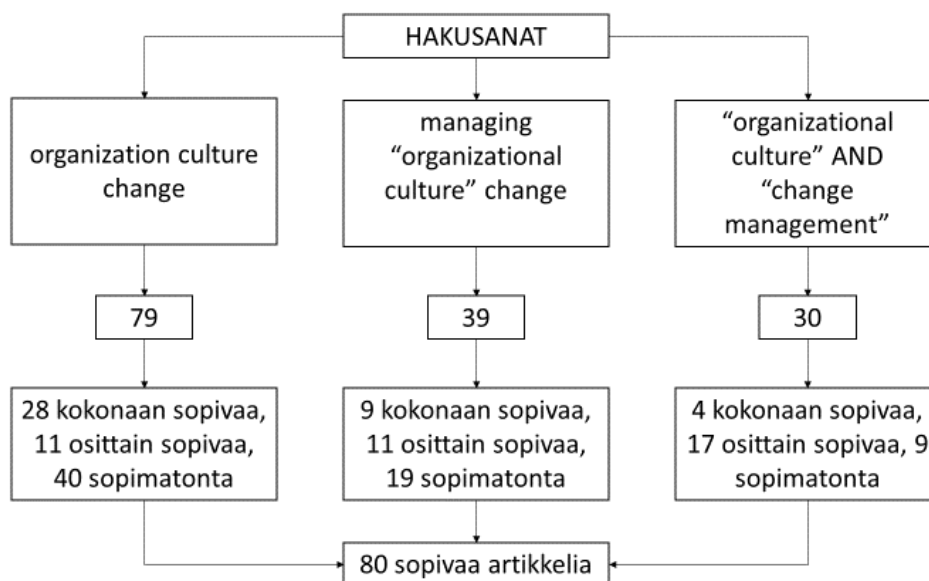 HAKUSANAT
organization culture
change
managing
“organizational
culture” change
“organizational
culture” AND
“change
management”
79
39
30
28 kokonaan sopivaa,
11 osittain sopivaa,
40 sopimatonta
9 kokonaan sopivaa,
11 osittain sopivaa,
19 sopimatonta
4 kokonaan sopivaa,
17 osittain sopivaa, 9
sopimatonta
80 sopivaa artikkelia